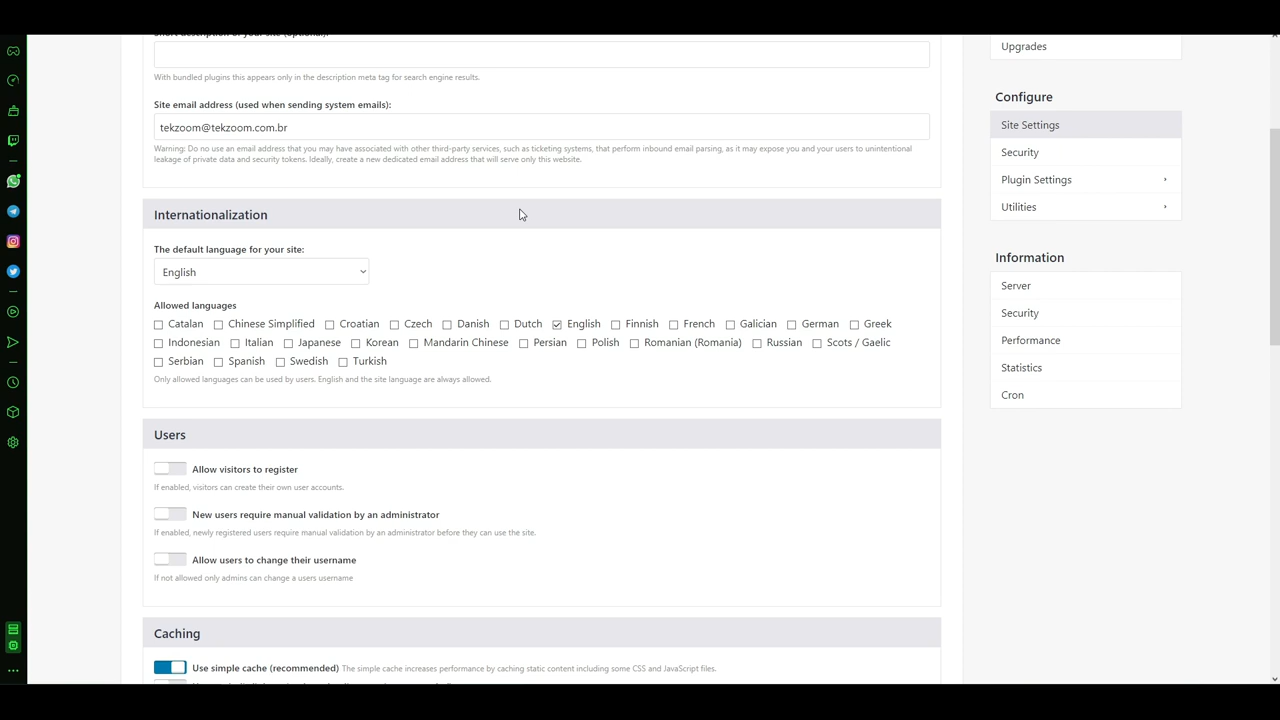 Short description of your site (optional):
With bundled plugins this appears only in the description meta tag for search engine results.
Site email address (used when sending system emails):
tekzoom@tekzoom.com.br
Warning: Do no use an email address that you may have associated with other third-party services, such as ticketing systems, that perform inbound email parsing, as it may expose you and your users to unintentional
leakage of private data and security tokens. Ideally, create a new dedicated email address that will serve only this website.
Internationalization
The default language for your site:
English
Allowed languages
Catalan Chinese Simplified Croatian Czech Danish Dutch English Finnish French Galician German Greek
Indonesian Italian Japanese Korean Mandarin Chinese Persian Polish Romanian (Romania) Russian Scots / Gaelic
Serbian Spanish Swedish Turkish
Only allowed languages can be used by users. English and the site language are always allowed.
Users
Allow visitors to register
If enabled, visitors can create their own user accounts.
New users require manual validation by an administrator
If enabled, newly registered users require manual validation by an administrator before they can use the site.
Allow users to change their username
If not allowed only admins can change a users username
Caching
Use simple cache (recommended) The simple cache increases performance by caching static content including some CSS and JavaScript files.
Upgrades
Configure
Site Settings
Security
Plugin Settings
Utilities
Information
Server
Security
Performance
Statistics
Cron